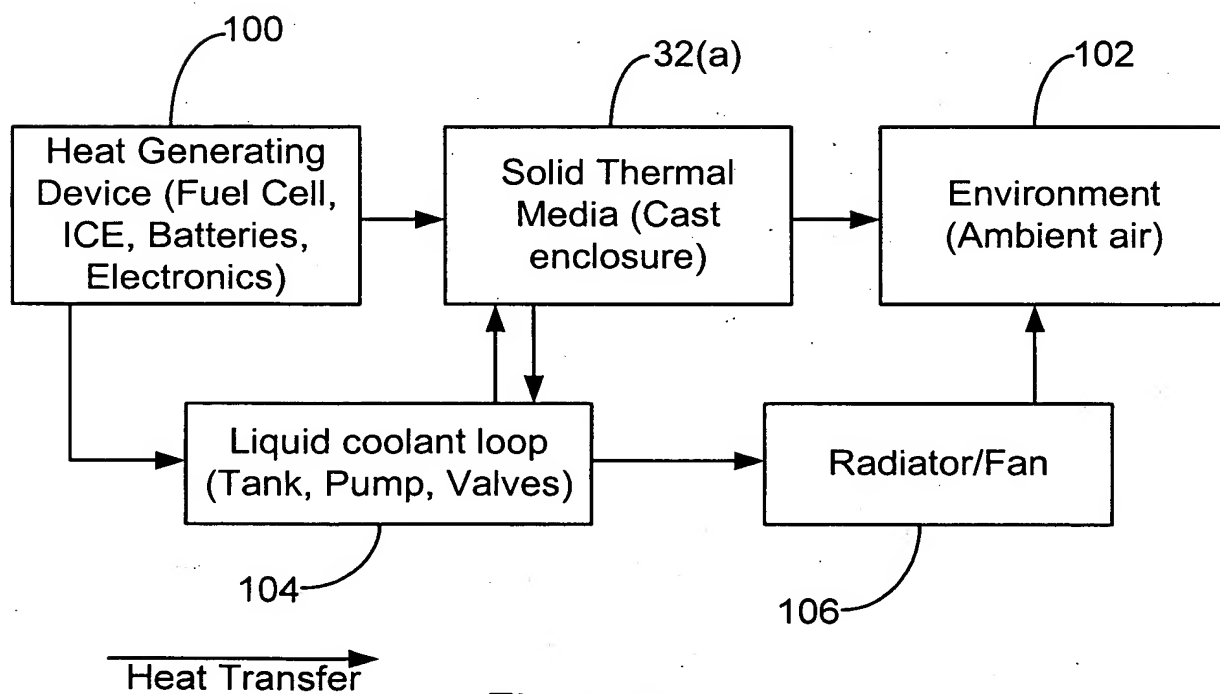 100
32(a)
102
Heat Generating
Device (Fuel Cell,
ICE, Batteries,
Electronics)
Solid Thermal
Media (Cast
enclosure)
Environment
(Ambient air)
Liquid coolant loop
(Tank, Pump, Valves)
Radiator/Fan
104
106
Heat Transfer